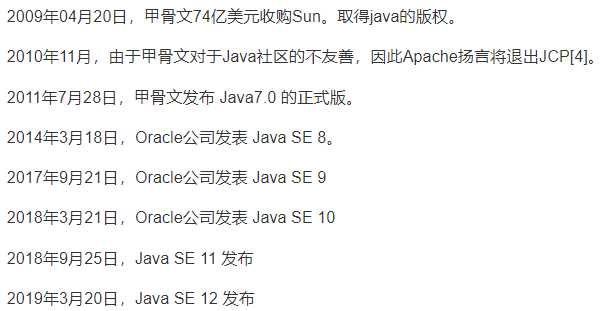 2009年04月20日，甲骨文74亿美元收购Sun。取得java的版权。
2010年11月，由于甲骨文对于Java社区的不友善，因此Apache扬言将退出JCP[4]。
2011年7月28日，甲骨文发布 Java7.0 的正式版。
2014年3月18日，Oracle公司发表 Java SE 8。
2017年9月21日，Oracle公司发表 Java SE 9
2018年3月21日，Oracle公司发表 Java SE 10
2018年9月25日，Java SE 11 发布
2019年3月20日，Java SE 12 发布